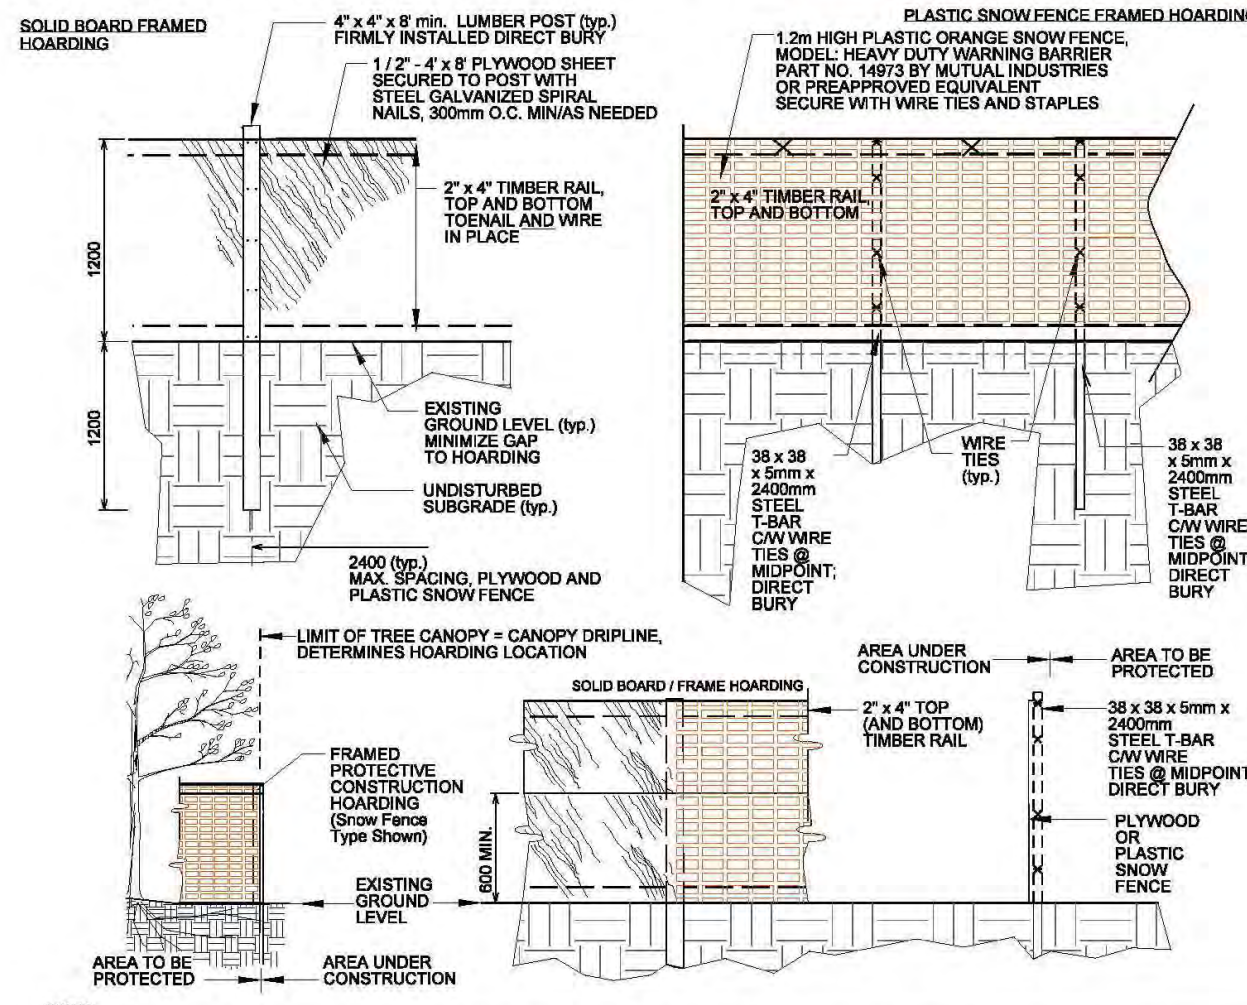 SOLID BOARD FRAMED
HOARDING
4" x 4" x 8' min. LUMBER POST (typ.)
FIRMLY INSTALLED DIRECT BURY
1 / 2" - 4' x 8' PLYWOOD SHEET
SECURED TO POST WITH
STEEL GALVANIZED SPIRAL
NAILS, 300mm O.C. MIN/AS NEEDED
2" x 4" TIMBER RAIL,
TOP AND BOTTOM
TOENAIL AND WIRE
IN PLACE
1200
1200
EXISTING
GROUND LEVEL (typ.)
MINIMIZE GAP
TO HOARDING
UNDISTURBED
SUBGRADE (typ.)
2400 (typ.)
MAX. SPACING, PLYWOOD AND
PLASTIC SNOW FENCE
PLASTIC SNOW FENCE FRAMED HOARDING
1.2m HIGH PLASTIC ORANGE SNOW FENCE,
MODEL: HEAVY DUTY WARNING BARRIER
PART NO. 14973 BY MUTUAL INDUSTRIES
OR PREAPPROVED EQUIVALENT
SECURE WITH WIRE TIES AND STAPLES
2" x 4" TIMBER RAIL,
TOP AND BOTTOM
38 x 38
x 5mm x
2400mm
STEEL
T-BAR
C/W WIRE
TIES @
MIDPOINT;
DIRECT
BURY
WIRE
TIES
(typ.)
38 x 38
x 5mm x
2400mm
STEEL
T-BAR
C/W WIRE
TIES @
MIDPOINT
DIRECT
BURY
LIMIT OF TREE CANOPY = CANOPY DRIPLINE,
DETERMINES HOARDING LOCATION
FRAMED
PROTECTIVE
CONSTRUCTION
HOARDING
(Snow Fence
Type Shown)
EXISTING
GROUND
LEVEL
AREA TO BE
PROTECTED
AREA UNDER
CONSTRUCTION
SOLID BOARD / FRAME HOARDING
2" x 4" TOP
(AND BOTTOM)
TIMBER RAIL
600 MIN.
AREA UNDER
CONSTRUCTION
AREA TO BE
PROTECTED
38 x 38 x 5mm x
2400mm
STEEL T-BAR
C/W WIRE
TIES @ MIDPOINT
DIRECT BURY
PLYWOOD
OR
PLASTIC
SNOW
FENCE